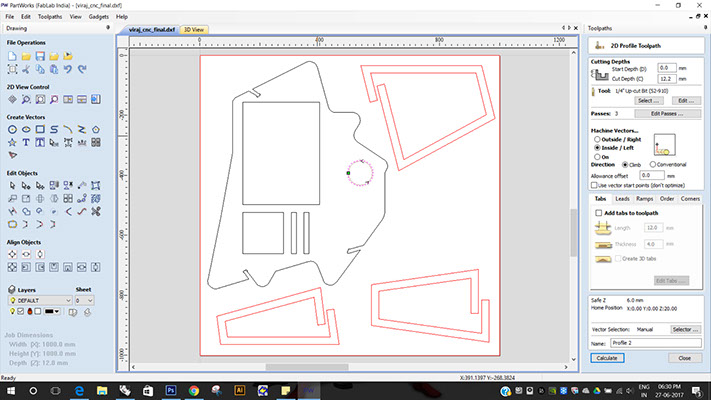 PartWorks (FabLab India) - [viraj_cnc_final.dxf]
File Edit Toolpaths View Gadgets Help
Drawing
File Operations
2D View Control
Create Vectors
Edit Objects
Align Objects
Layers Sheet
DEFAULT 0
Job Dimensions
Width (X): 1000.0 mm
Height (Y): 1000.0 mm
Depth (Z): 12.0 mm
viraj_cnc_final.dxf 3D View
0 400 800 1200
0
-200
-400
-600
-800
-1000
Toolpaths
2D Profile Toolpath
Cutting Depths
Start Depth (D) 0.0 mm
Cut Depth (C) 12.2 mm
Tool: 1/4" Up-cut Bit (52-910)
Select ... Edit ...
Passes: 3 Edit Passes ...
Machine Vectors...
Outside / Right
Inside / Left
On
Direction Climb Conventional
Allowance offset 0.0 mm
Use vector start points (don't optimize)
Tabs Leads Ramps Order Corners
Add tabs to toolpath
Length 12.0 mm
Thickness 4.0 mm
Create 3D tabs
Edit Tabs ...
Safe Z 6.0 mm
Home Position X:0.00 Y:0.00 Z:20.00
Vector Selection: Manual Selector ...
Name: Profile 2
Calculate Close
Ready
X:391.1397 Y:-268.3824
ENG 06:30 PM
IN 27-06-2017